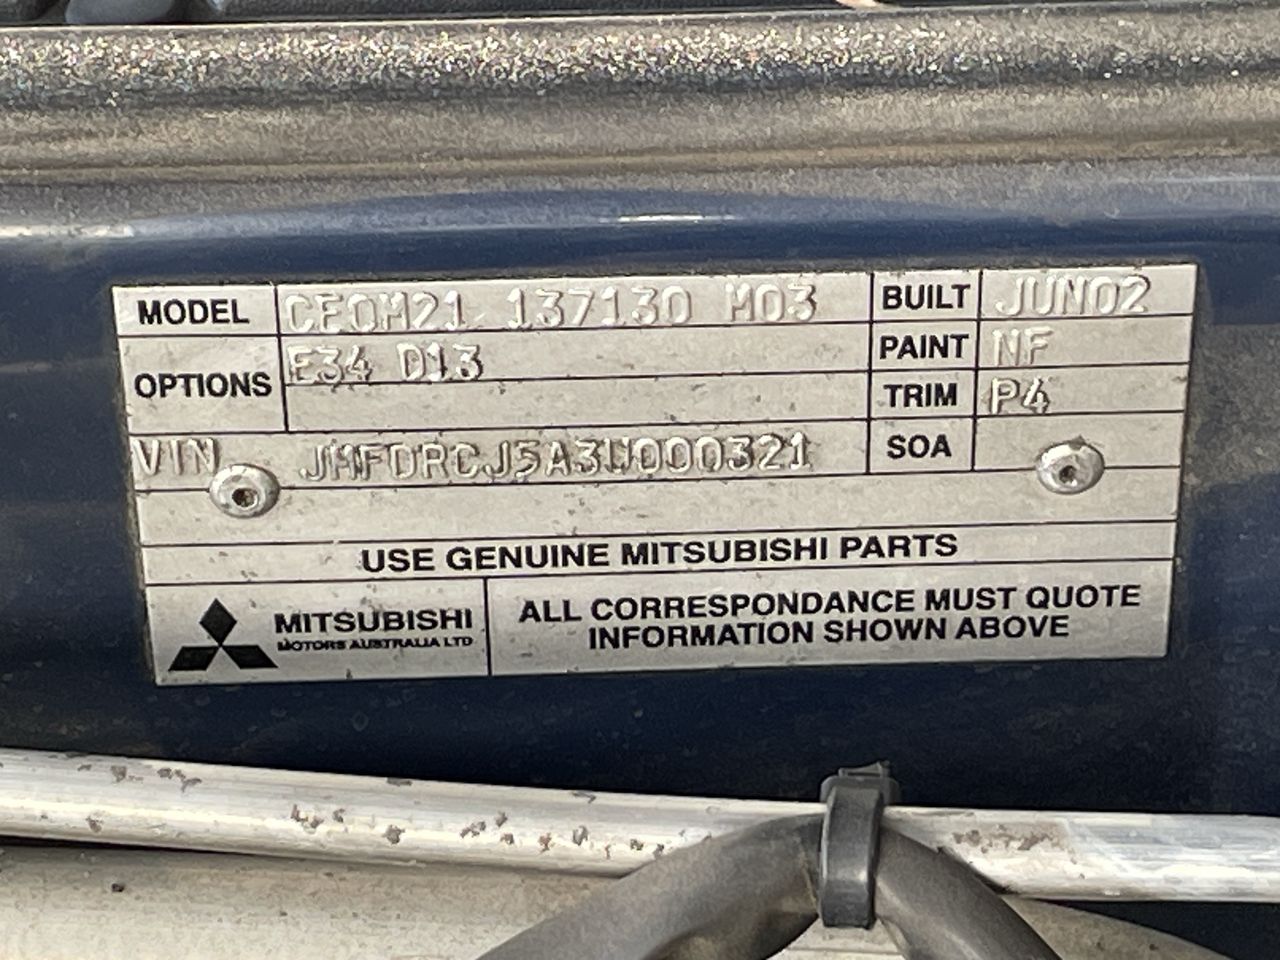 MODEL CE0M21 137130 M03 BUILT JUN02
OPTIONS E34 D13 PAINT NF
TRIM P4
VIN JMFDRCJ5A3U000321 SOA
USE GENUINE MITSUBISHI PARTS
MITSUBISHI
MOTORS AUSTRALIA LTD
ALL CORRESPONDANCE MUST QUOTE
INFORMATION SHOWN ABOVE